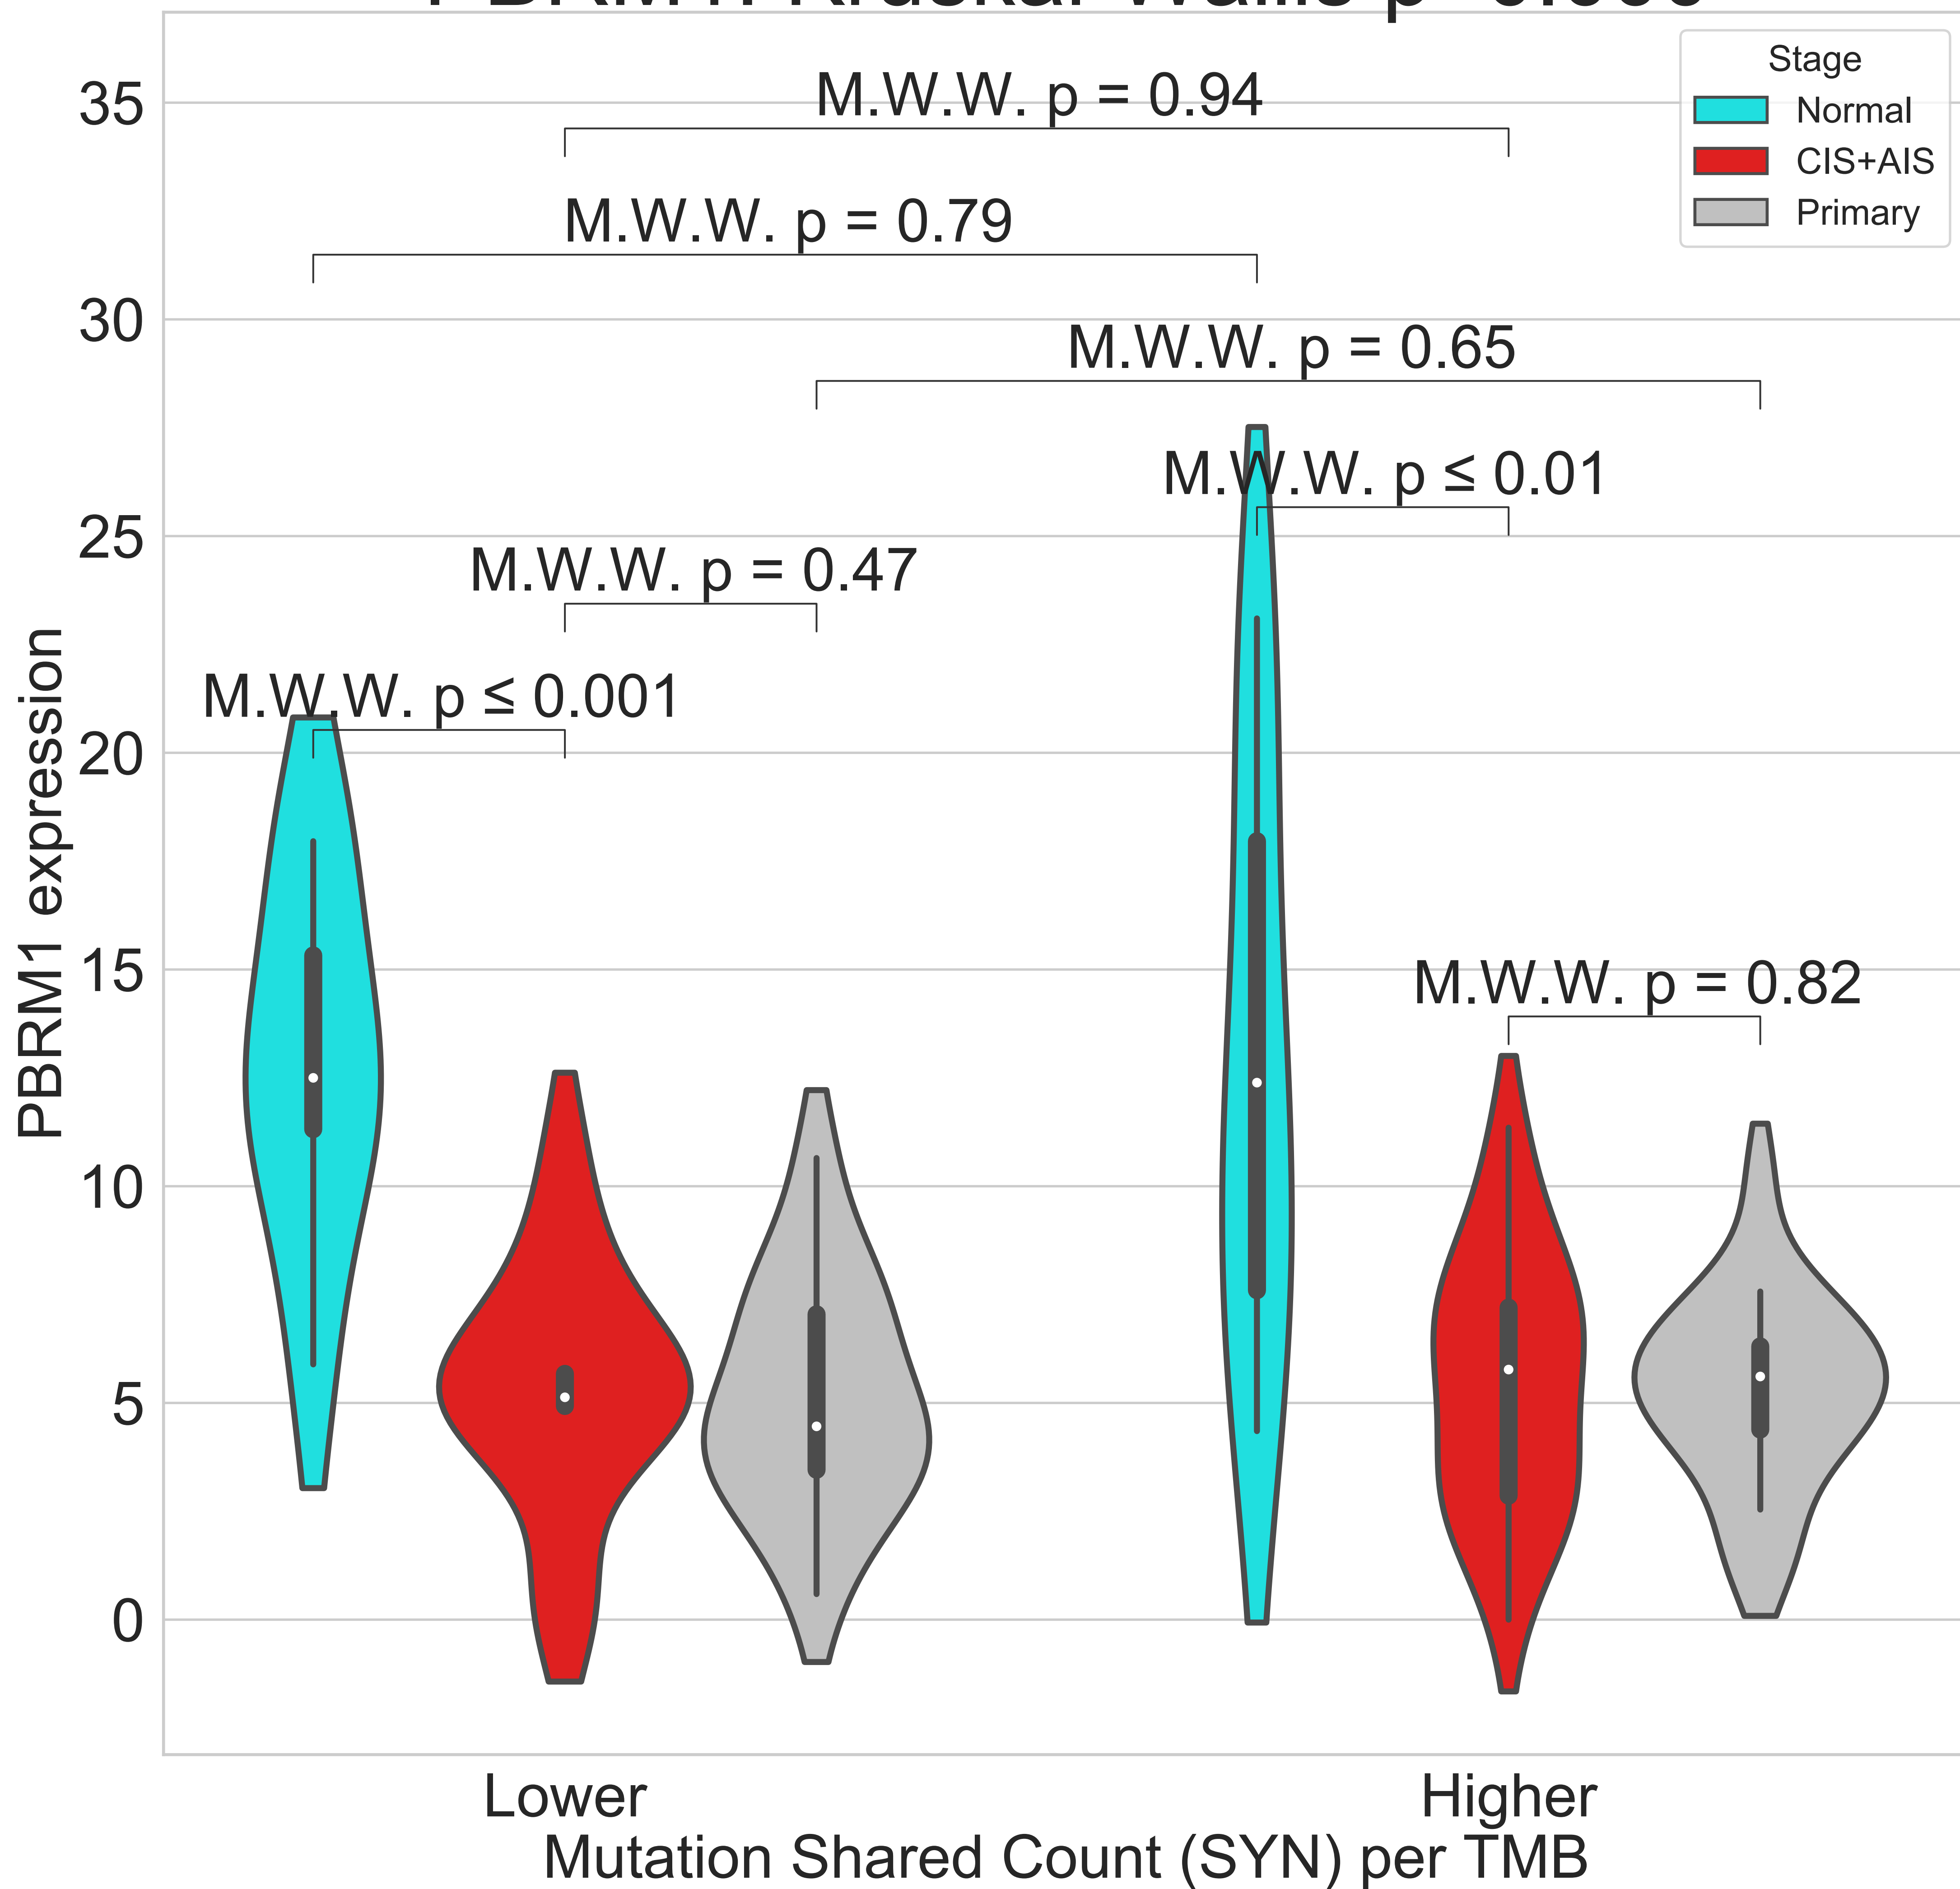 Stage
Normal
CIS+AIS
Primary
M.W.W. p = 0.94
M.W.W. p = 0.79
M.W.W. p = 0.65
M.W.W. p ≤ 0.01
M.W.W. p = 0.47
M.W.W. p ≤ 0.001
M.W.W. p = 0.82
35
30
25
20
15
10
5
0
PBRM1 expression
Lower
Higher
Mutation Shared Count (SYN) per TMB